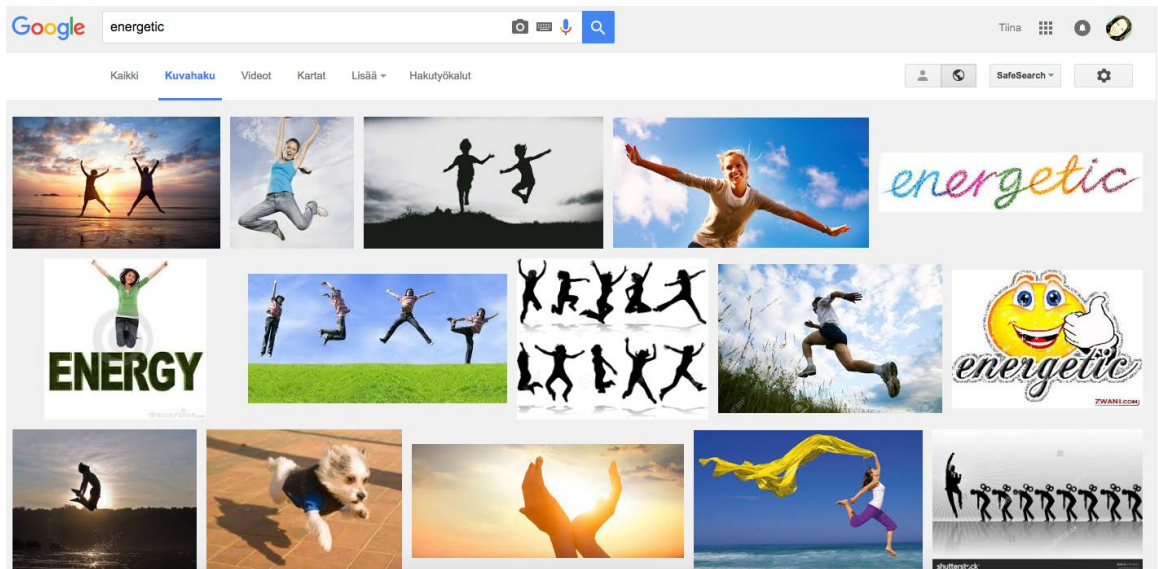 Google
energetic
Tiina
Kaikki
Kuvahaku
Videot
Kartat
Lisää
Hakutyökalut
SafeSearch
energetic
ENERGY
energetic
ZWANI.COM
shutterstock